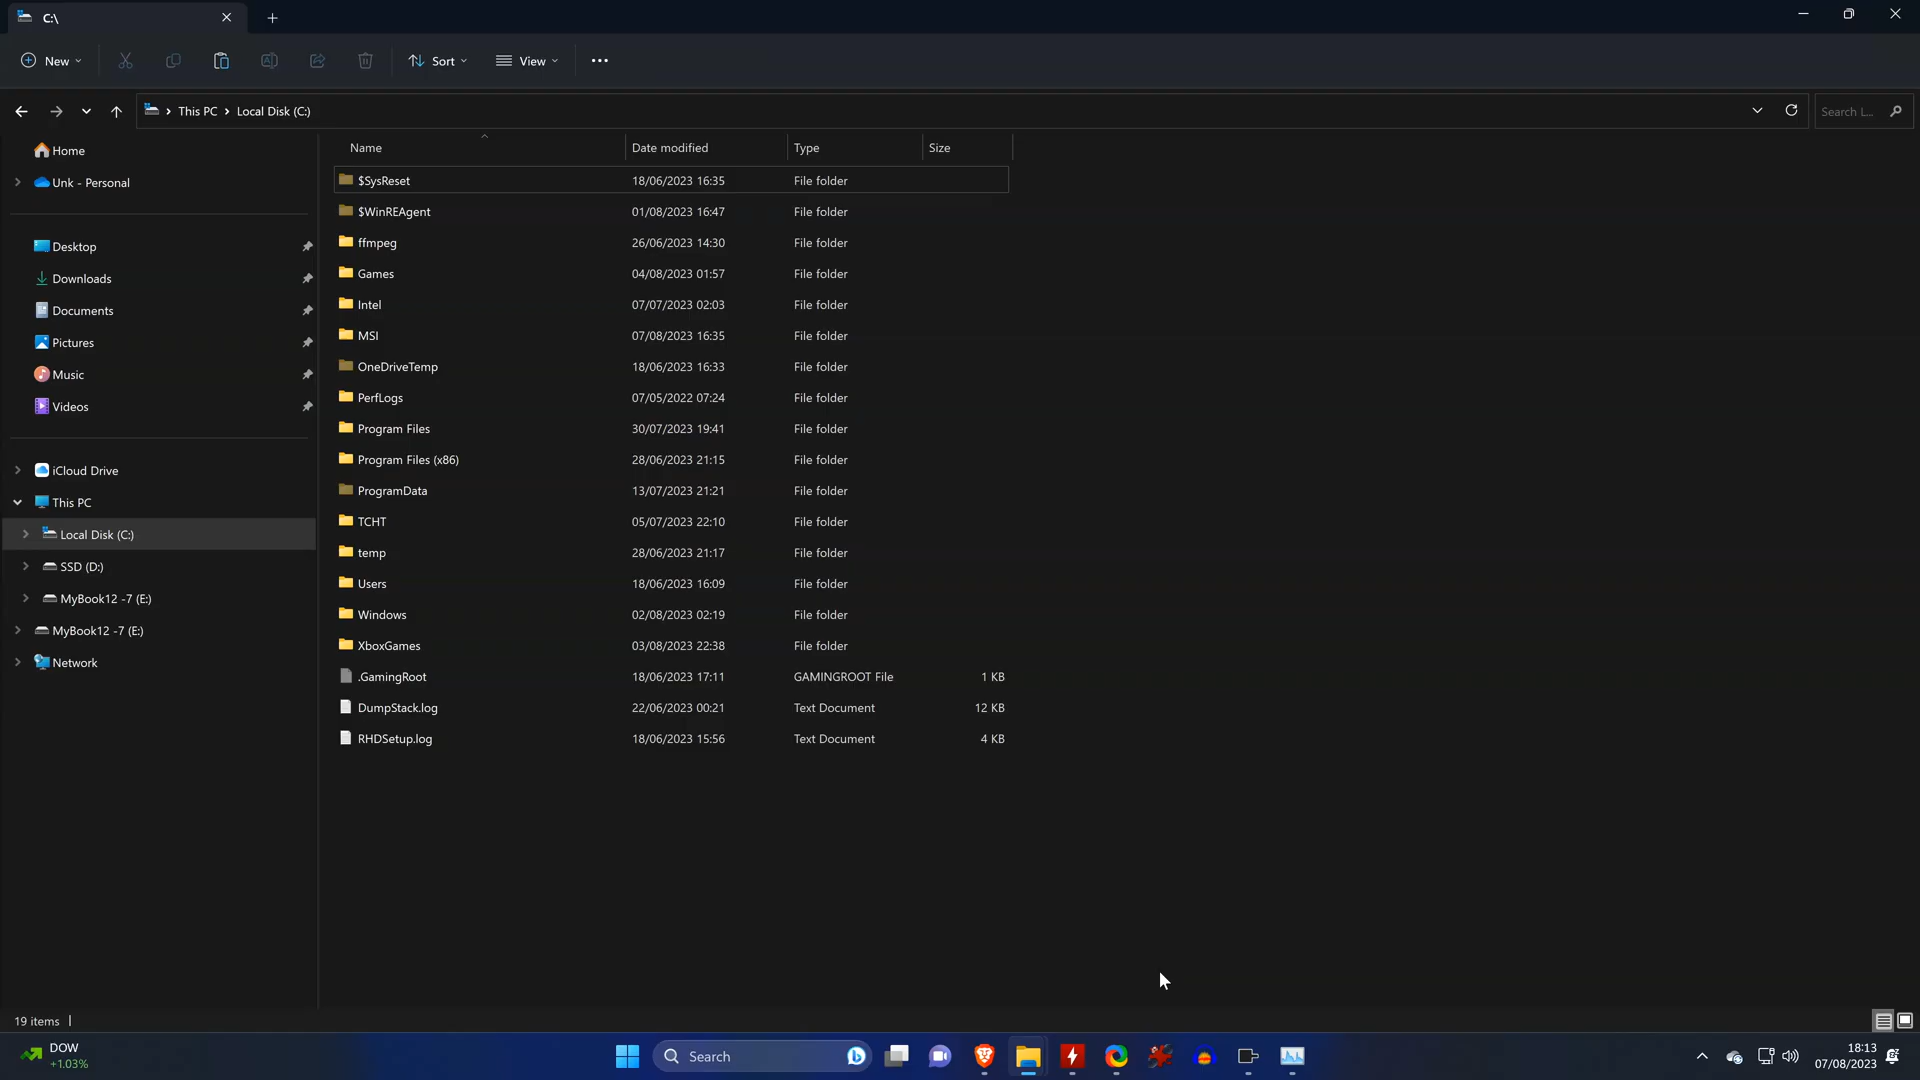 C:\
New
Sort
View
This PC > Local Disk (C:)
Search L...
Home
Unk - Personal
Desktop
Downloads
Documents
Pictures
Music
Videos
iCloud Drive
This PC
Local Disk (C:)
SSD (D:)
MyBook12 -7 (E:)
MyBook12 -7 (E:)
Network
Name Date modified Type Size
$SysReset 18/06/2023 16:35 File folder
$WinREAgent 01/08/2023 16:47 File folder
ffmpeg 26/06/2023 14:30 File folder
Games 04/08/2023 01:57 File folder
Intel 07/07/2023 02:03 File folder
MSI 07/08/2023 16:35 File folder
OneDriveTemp 18/06/2023 16:33 File folder
PerfLogs 07/05/2022 07:24 File folder
Program Files 30/07/2023 19:41 File folder
Program Files (x86) 28/06/2023 21:15 File folder
ProgramData 13/07/2023 21:21 File folder
TCHT 05/07/2023 22:10 File folder
temp 28/06/2023 21:17 File folder
Users 18/06/2023 16:09 File folder
Windows 02/08/2023 02:19 File folder
XboxGames 03/08/2023 22:38 File folder
.GamingRoot 18/06/2023 17:11 GAMINGROOT File 1 KB
DumpStack.log 22/06/2023 00:21 Text Document 12 KB
RHDSetup.log 18/06/2023 15:56 Text Document 4 KB
19 items
DOW
+1.03%
Search
18:13
07/08/2023